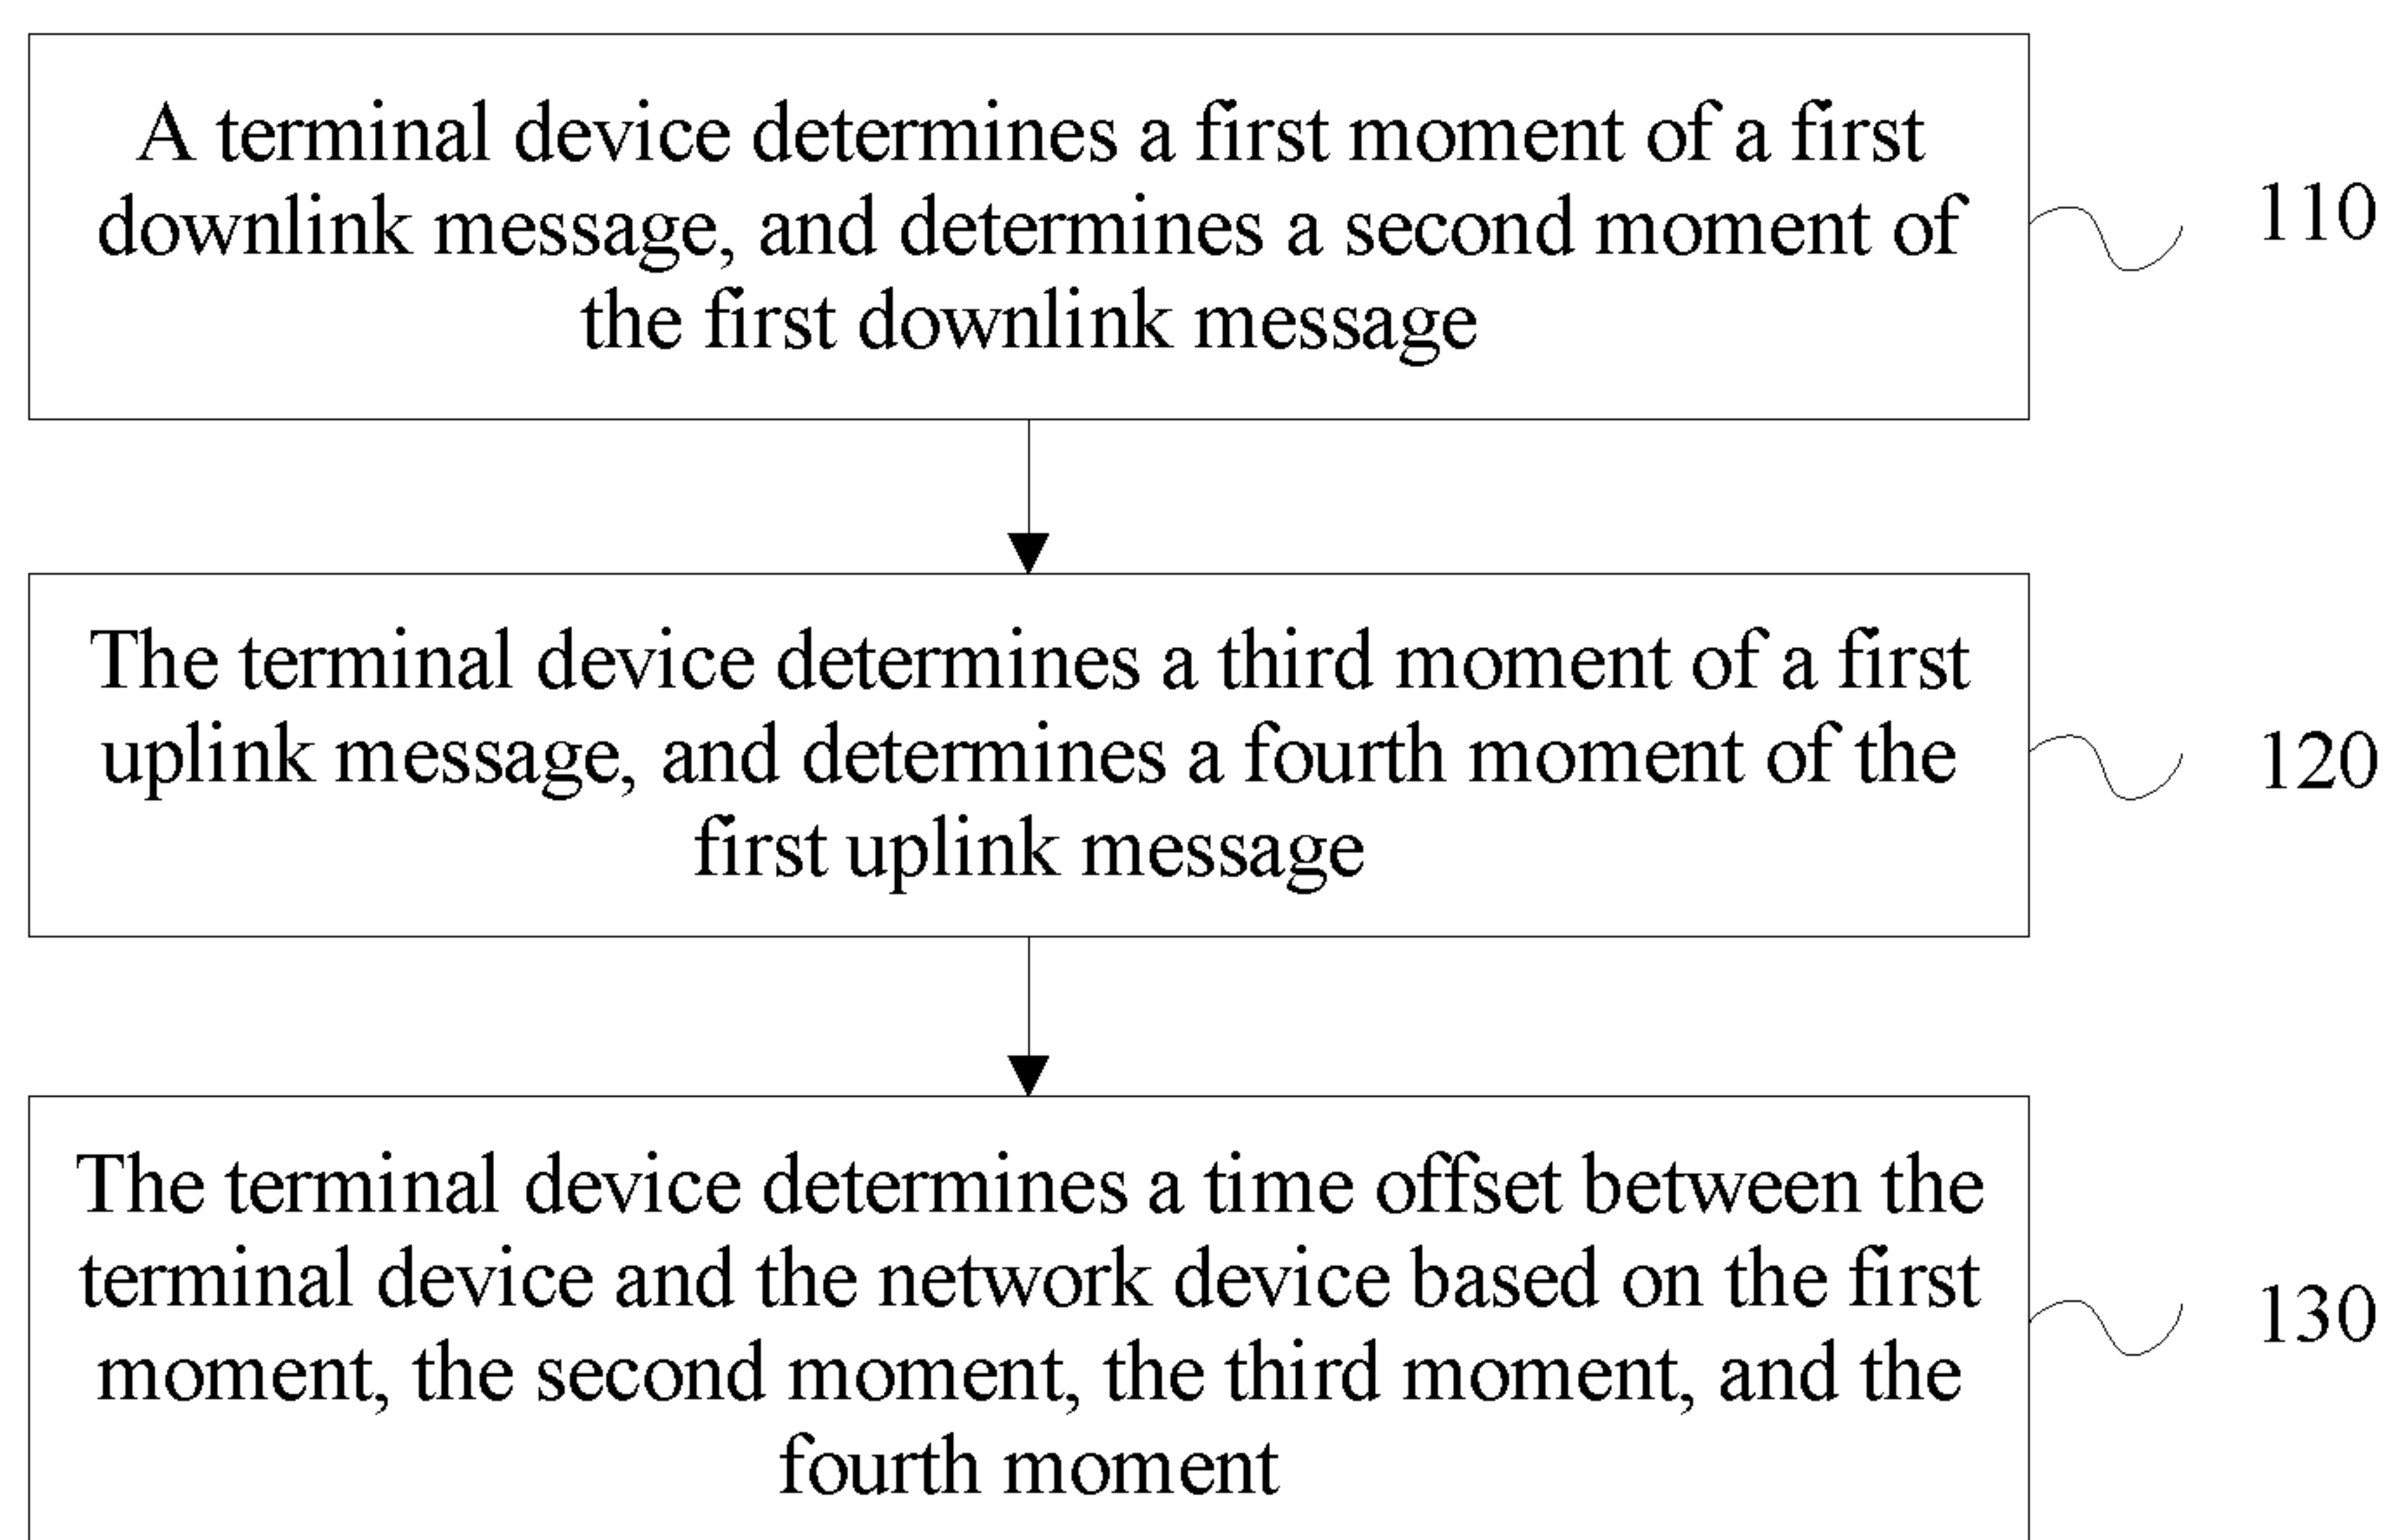 A terminal device determines a first moment of a first
downlink message, and determines a second moment of
the first downlink message
110
The terminal device determines a third moment of a first
uplink message, and determines a fourth moment of the
first uplink message
120
The terminal device determines a time offset between the
terminal device and the network device based on the first
moment, the second moment, the third moment, and the
fourth moment
130